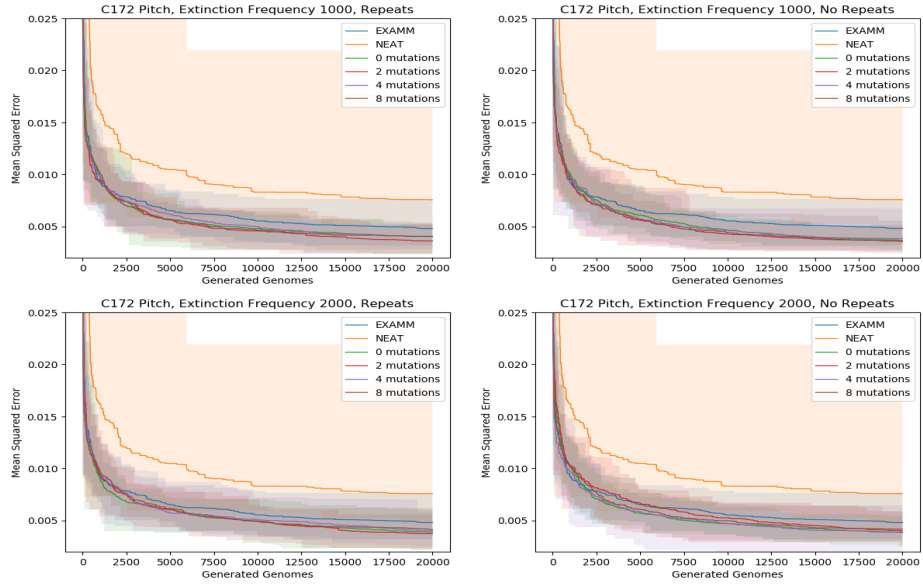 C172 Pitch, Extinction Frequency 1000, Repeats
0.025
0.020
0.015
0.010
0.005
Mean Squared Error
EXAMM
NEAT
0 mutations
2 mutations
4 mutations
8 mutations
0 2500 5000 7500 10000 12500 15000 17500 20000
Generated Genomes
C172 Pitch, Extinction Frequency 1000, No Repeats
0.025
0.020
0.015
0.010
0.005
Mean Squared Error
EXAMM
NEAT
0 mutations
2 mutations
4 mutations
8 mutations
0 2500 5000 7500 10000 12500 15000 17500 20000
Generated Genomes
C172 Pitch, Extinction Frequency 2000, Repeats
0.025
0.020
0.015
0.010
0.005
Mean Squared Error
EXAMM
NEAT
0 mutations
2 mutations
4 mutations
8 mutations
0 2500 5000 7500 10000 12500 15000 17500 20000
Generated Genomes
C172 Pitch, Extinction Frequency 2000, No Repeats
0.025
0.020
0.015
0.010
0.005
Mean Squared Error
EXAMM
NEAT
0 mutations
2 mutations
4 mutations
8 mutations
0 2500 5000 7500 10000 12500 15000 17500 20000
Generated Genomes